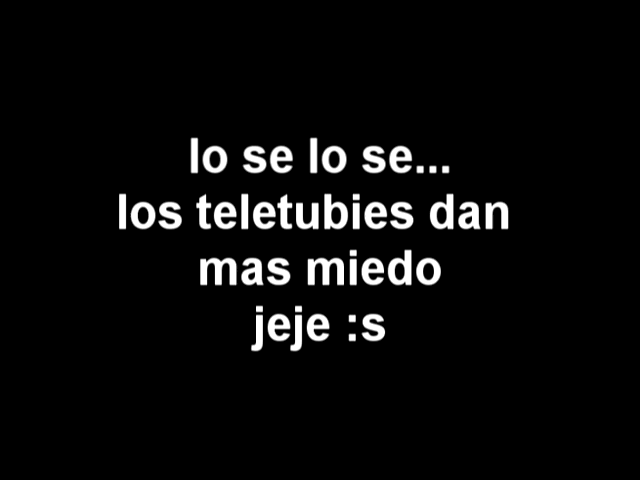 lo se lo se...
los teletubies dan
mas miedo
jeje :s